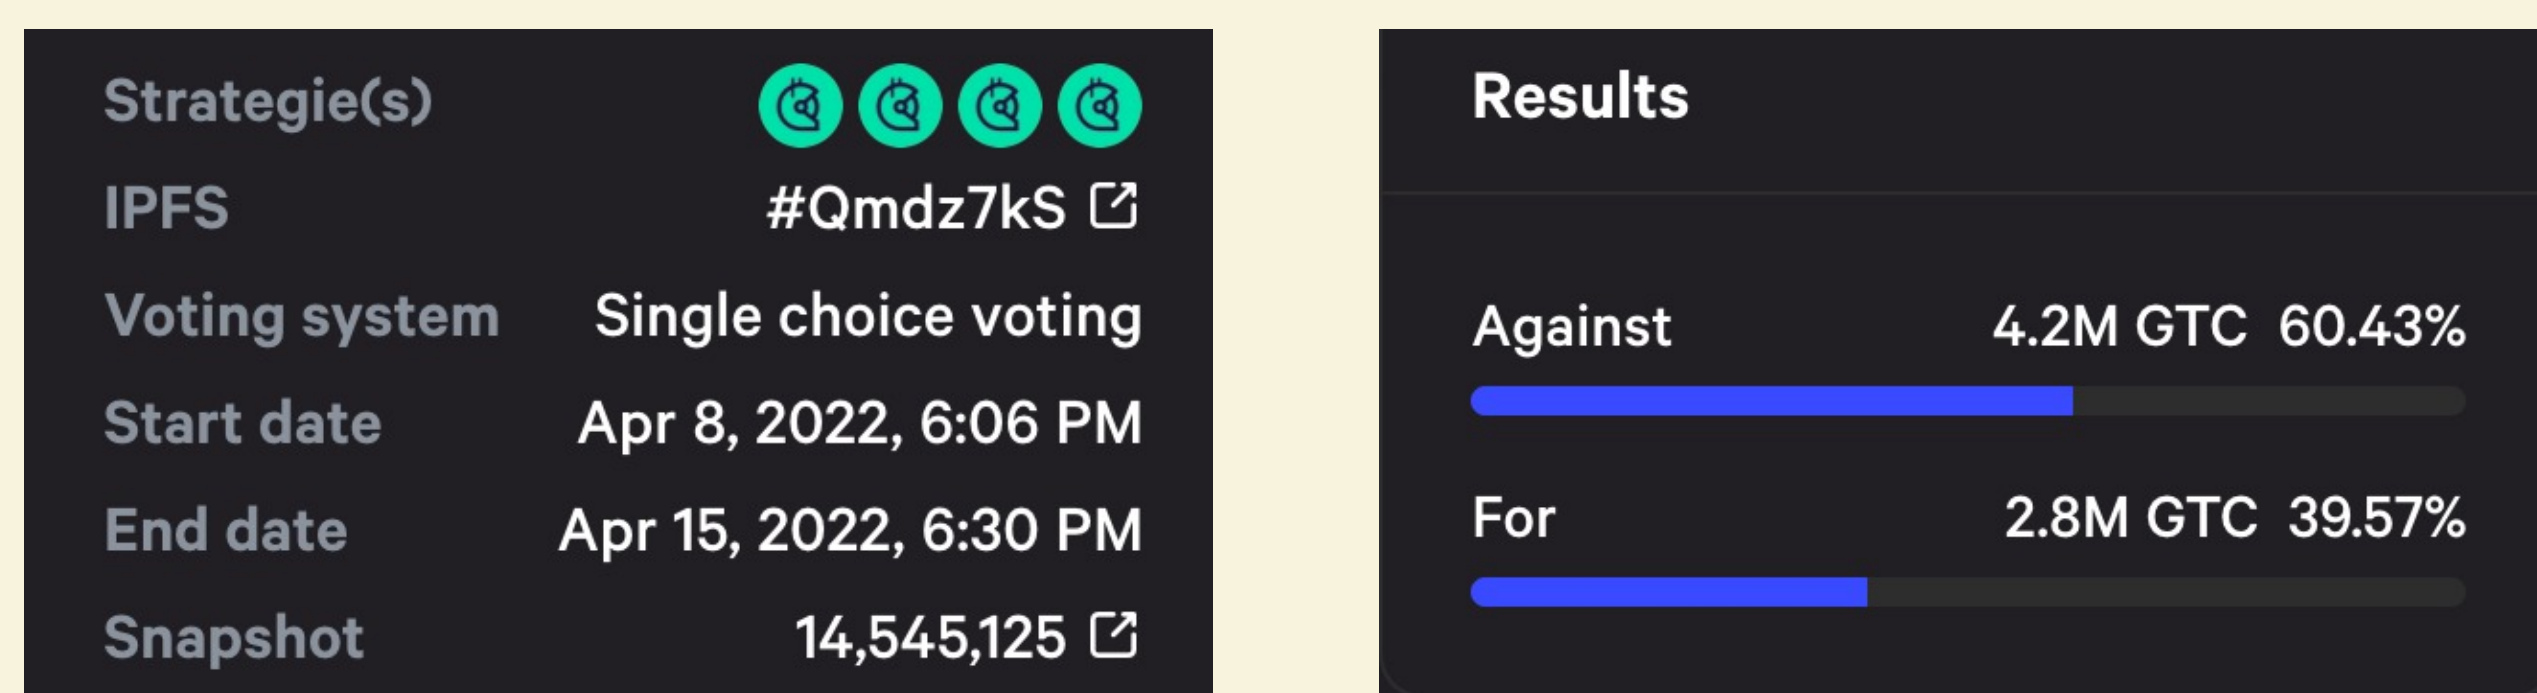 Strategie(s)
IPFS #Qmdz7kS
Voting system Single choice voting
Start date Apr 8, 2022, 6:06 PM
End date Apr 15, 2022, 6:30 PM
Snapshot 14,545,125
Results
Against 4.2M GTC 60.43%
For 2.8M GTC 39.57%